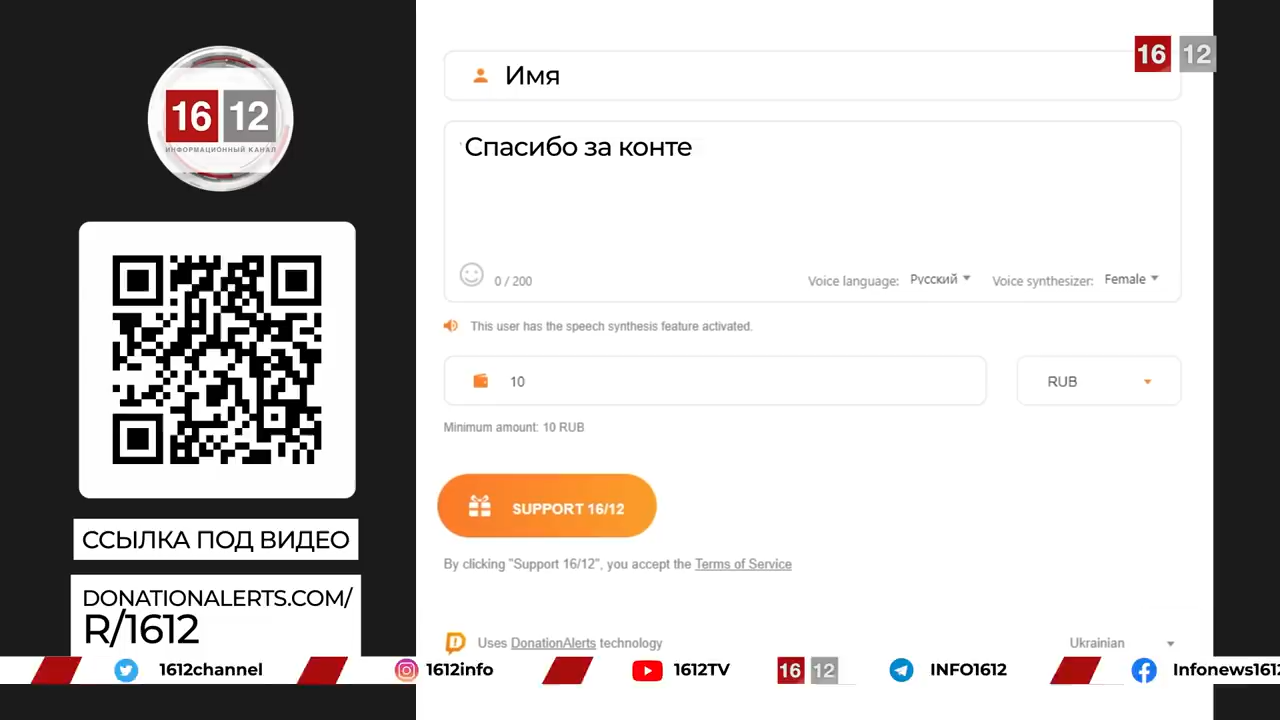 16 12
ИНФОРМАЦИОННЫЙ КАНАЛ
ССЫЛКА ПОД ВИДЕО
DONATIONALERTS.COM/
R/1612
16 12
Имя
Спасибо за конте
0 / 200
Voice language: Русский
Voice synthesizer: Female
This user has the speech synthesis feature activated.
10
RUB
Minimum amount: 10 RUB
SUPPORT 16/12
By clicking "Support 16/12", you accept the Terms of Service
Uses DonationAlerts technology
Ukrainian
1612channel
1612info
1612TV
16 12
INFO1612
Infonews1612